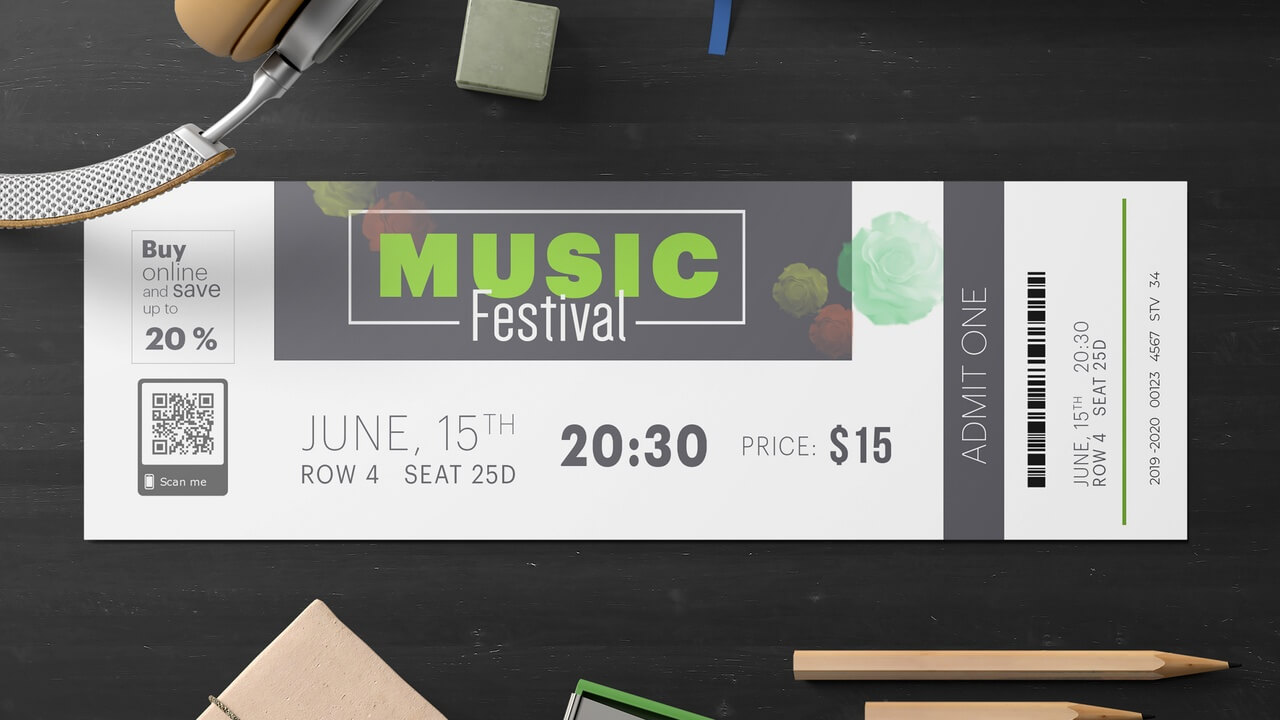 Buy
online
and save
up to
20 %
Scan me
MUSIC
Festival
JUNE, 15TH
ROW 4 SEAT 25D
20:30
PRICE: $15
ADMIT ONE
JUNE, 15TH 20:30
ROW 4 SEAT 25D
2019-2020 00123 4567 STV 34